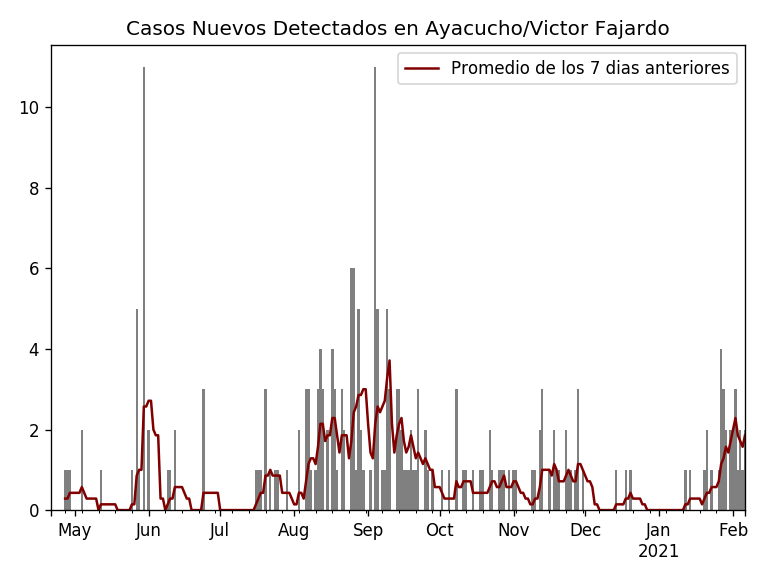 Casos Nuevos Detectados en Ayacucho/Victor Fajardo
Promedio de los 7 dias anteriores
10
8
6
4
2
0
May Jun Jul Aug Sep Oct Nov Dec Jan Feb
2021